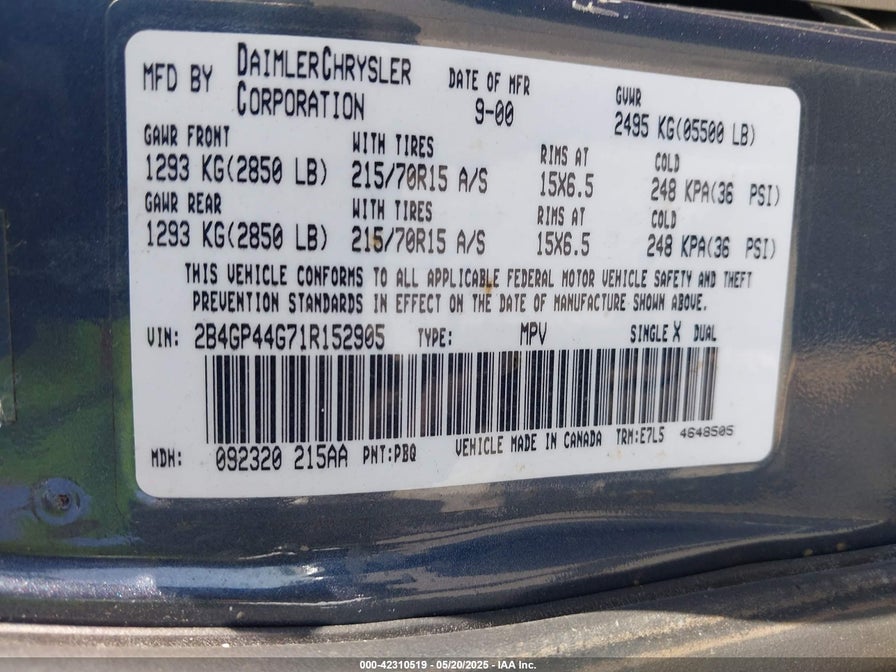 MFD BY DAIMLERCHRYSLER CORPORATION DATE OF MFR 9-00 GVWR 2495 KG(05500 LB)
GAWR FRONT WITH TIRES RIMS AT COLD
1293 KG(2850 LB) 215/70R15 A/S 15X6.5 248 KPA(36 PSI)
GAWR REAR WITH TIRES RIMS AT COLD
1293 KG(2850 LB) 215/70R15 A/S 15X6.5 248 KPA(36 PSI)
THIS VEHICLE CONFORMS TO ALL APPLICABLE FEDERAL MOTOR VEHICLE SAFETY AND THEFT
PREVENTION STANDARDS IN EFFECT ON THE DATE OF MANUFACTURE SHOWN ABOVE.
VIN: 2B4GP44G71R152905 TYPE: MPV SINGLE X DUAL
MDH: 092320 215AA PNT:PBQ VEHICLE MADE IN CANADA TRM:E7L5 4648505
000-42310519 — 05/20/2025 — IAA Inc.